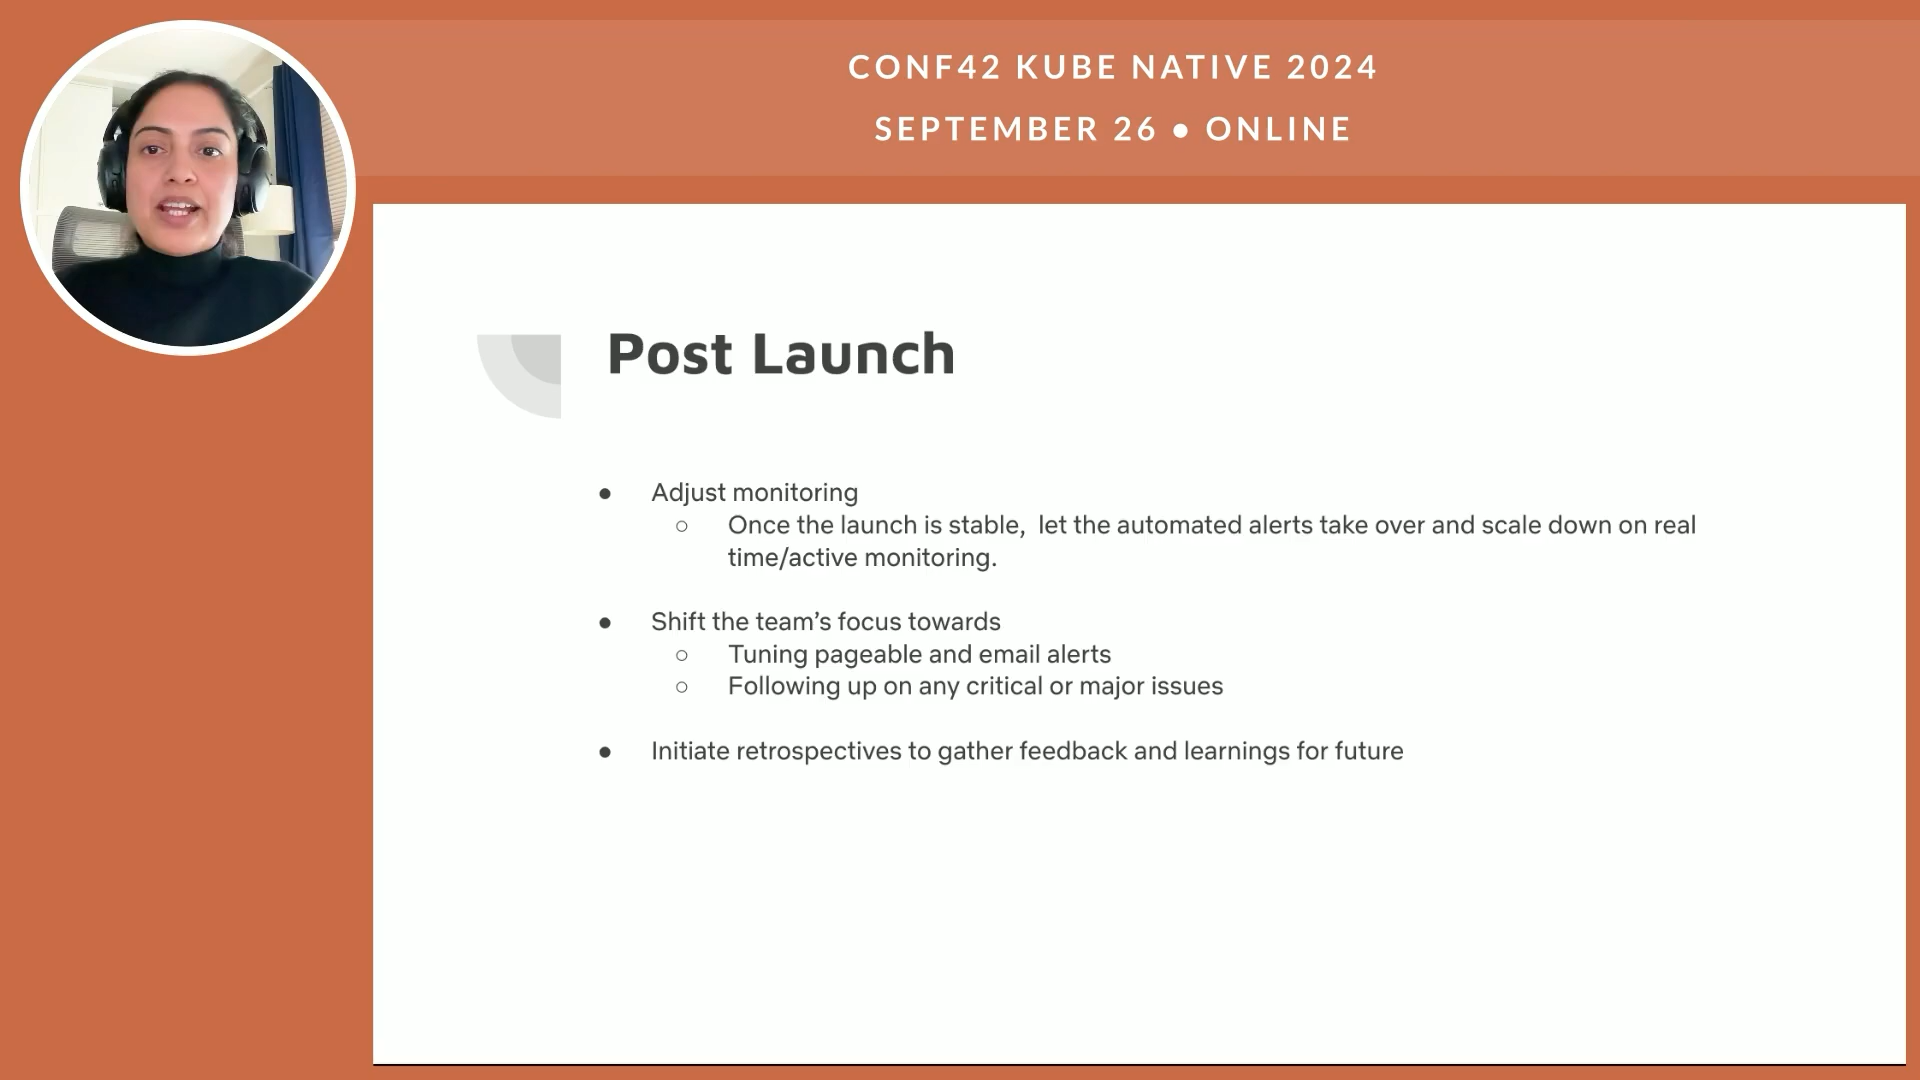 CONF42 KUBE NATIVE 2024
SEPTEMBER 26 ● ONLINE
Post Launch
● Adjust monitoring
○ Once the launch is stable,  let the automated alerts take over and scale down on real
time/active monitoring.
● Shift the team’s focus towards
○ Tuning pageable and email alerts
○ Following up on any critical or major issues
● Initiate retrospectives to gather feedback and learnings for future